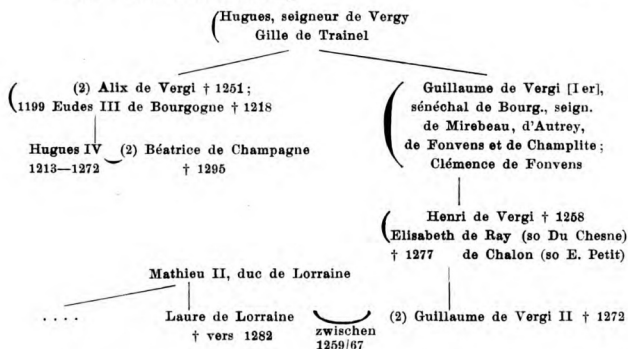 Hugues, seigneur de Vergy
Gille de Trainel
(2) Alix de Vergi † 1251;
1199 Eudes III de Bourgogne † 1218
Guillaume de Vergi [Ier],
sénéchal de Bourg., seign.
de Mirebeau, d'Autrey,
de Fonvens et de Champlite;
Clémence de Fonvens
Hugues IV (2) Béatrice de Champagne
1213—1272 † 1295
Henri de Vergi † 1258
Elisabeth de Ray (so Du Chesne)
† 1277 de Chalon (so E. Petit)
Mathieu II, duc de Lorraine
. . . . Laure de Lorraine (2) Guillaume de Vergi II † 1272
† vers 1282 zwischen
1259/67